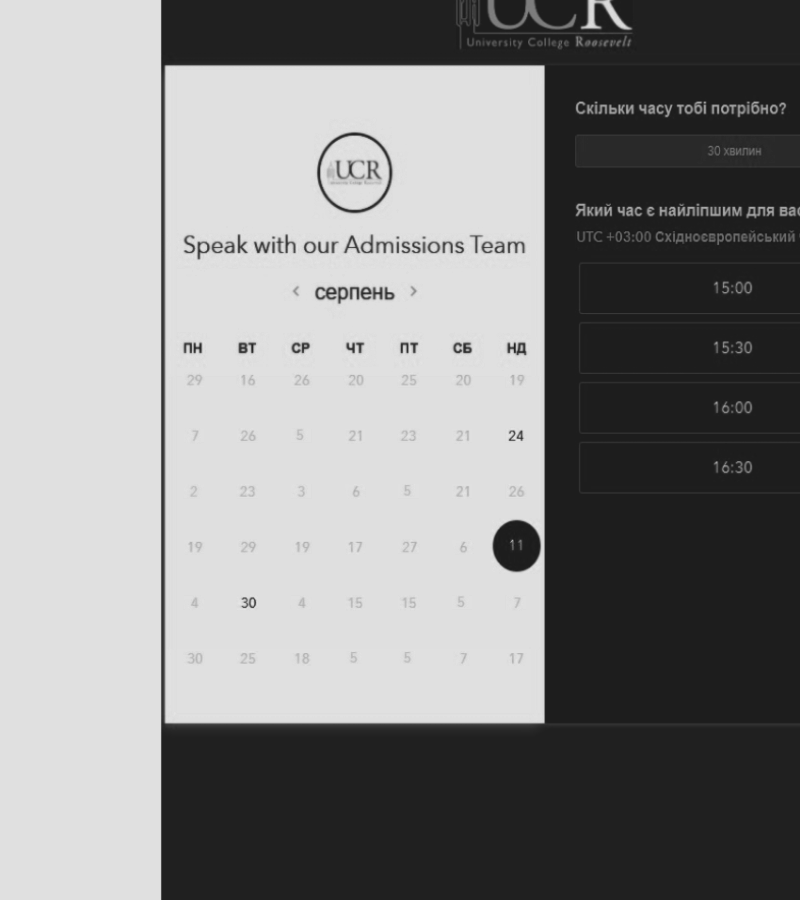 UCR
University College Roosevelt
UCR
Speak with our Admissions Team
< серпень >
ПН ВТ СР ЧТ ПТ СБ НД
29 16 26 20 25 20 19
7 26 5 21 23 21 24
2 23 3 6 5 21 26
19 29 19 17 27 6 11
4 30 4 15 15 5 7
30 25 18 5 5 7 17
Скільки часу тобі потрібно?
30 хвилин
Який час є найліпшим для вас
UTC +03:00 Східноєвропейський
15:00
15:30
16:00
16:30